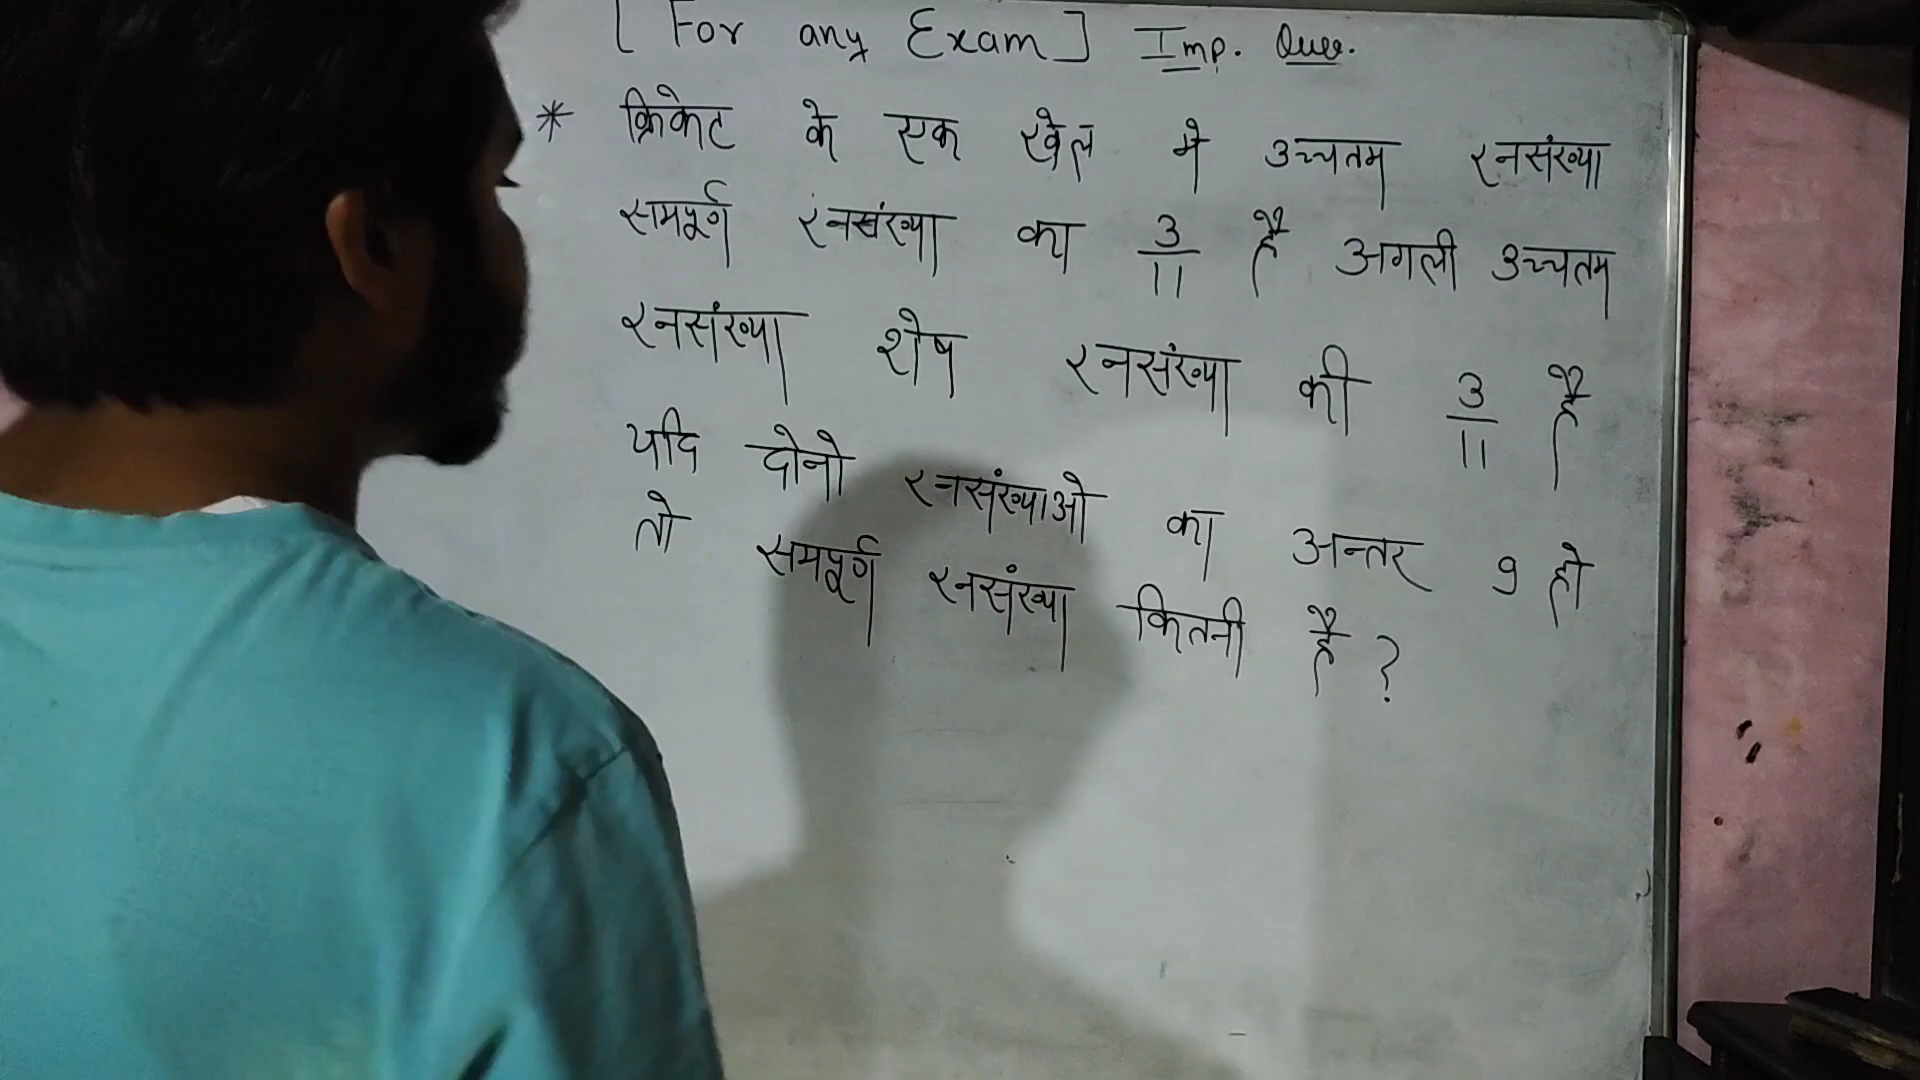 [For any Exam] Imp. Ques.
* क्रिकेट के एक खेल मे उच्चतम रनसंख्या
सम्पूर्ण रनसंख्या का 3/11 है अगली उच्चतम
रनसंख्या शेष रनसंख्या की 3/11 है
यदि दोनो रनसंख्याओ का अन्तर 9 हो
तो सम्पूर्ण रनसंख्या कितनी है ?